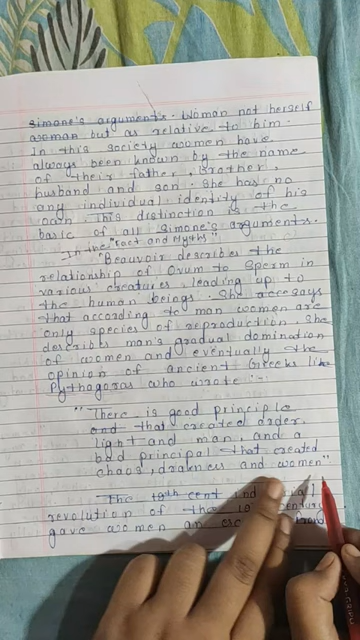 Simone's arguments. Woman not herself
woman but as relative to him.
In this society women have
always been known by the name
of their father, Brother,
husband and son. She has no
any individual identity of his
own. This distinction is the
basic of all Simone's arguments.
In the "Fact and Myths"
"Beauvoir describes the
relationship of Ovum to Sperm in
various creatures, leading up to
the human beings. She
that according to man women are
only species of reproduction. She
describes man's gradual domination
of women and eventually the
opinion of ancient Greeks like
Pythagoras who wrote :-
"There is good principle
and that created order,
light and man, and a
bad principal that created
chaos, draknes and women"
The 19th cent
revolution of the
gave women an